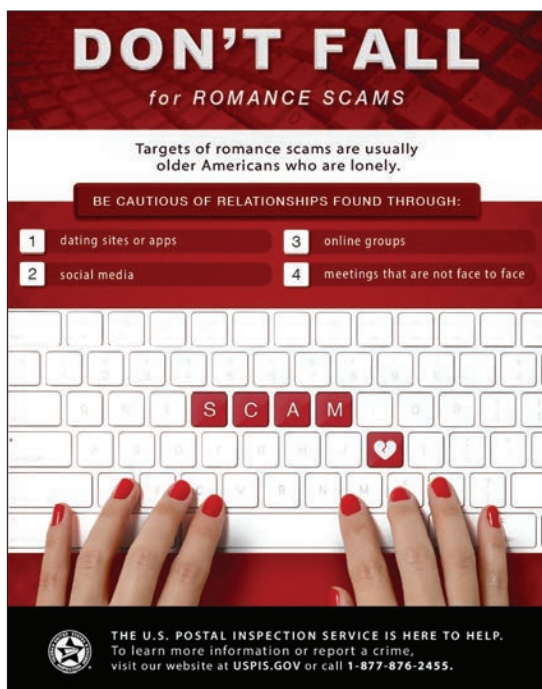 DON'T FALL
for ROMANCE SCAMS
Targets of romance scams are usually
older Americans who are lonely.
BE CAUTIOUS OF RELATIONSHIPS FOUND THROUGH:
1 dating sites or apps
2 social media
3 online groups
4 meetings that are not face to face
S C A M
THE U.S. POSTAL INSPECTION SERVICE IS HERE TO HELP.
To learn more information or report a crime,
visit our website at USPIS.GOV or call 1-877-876-2455.